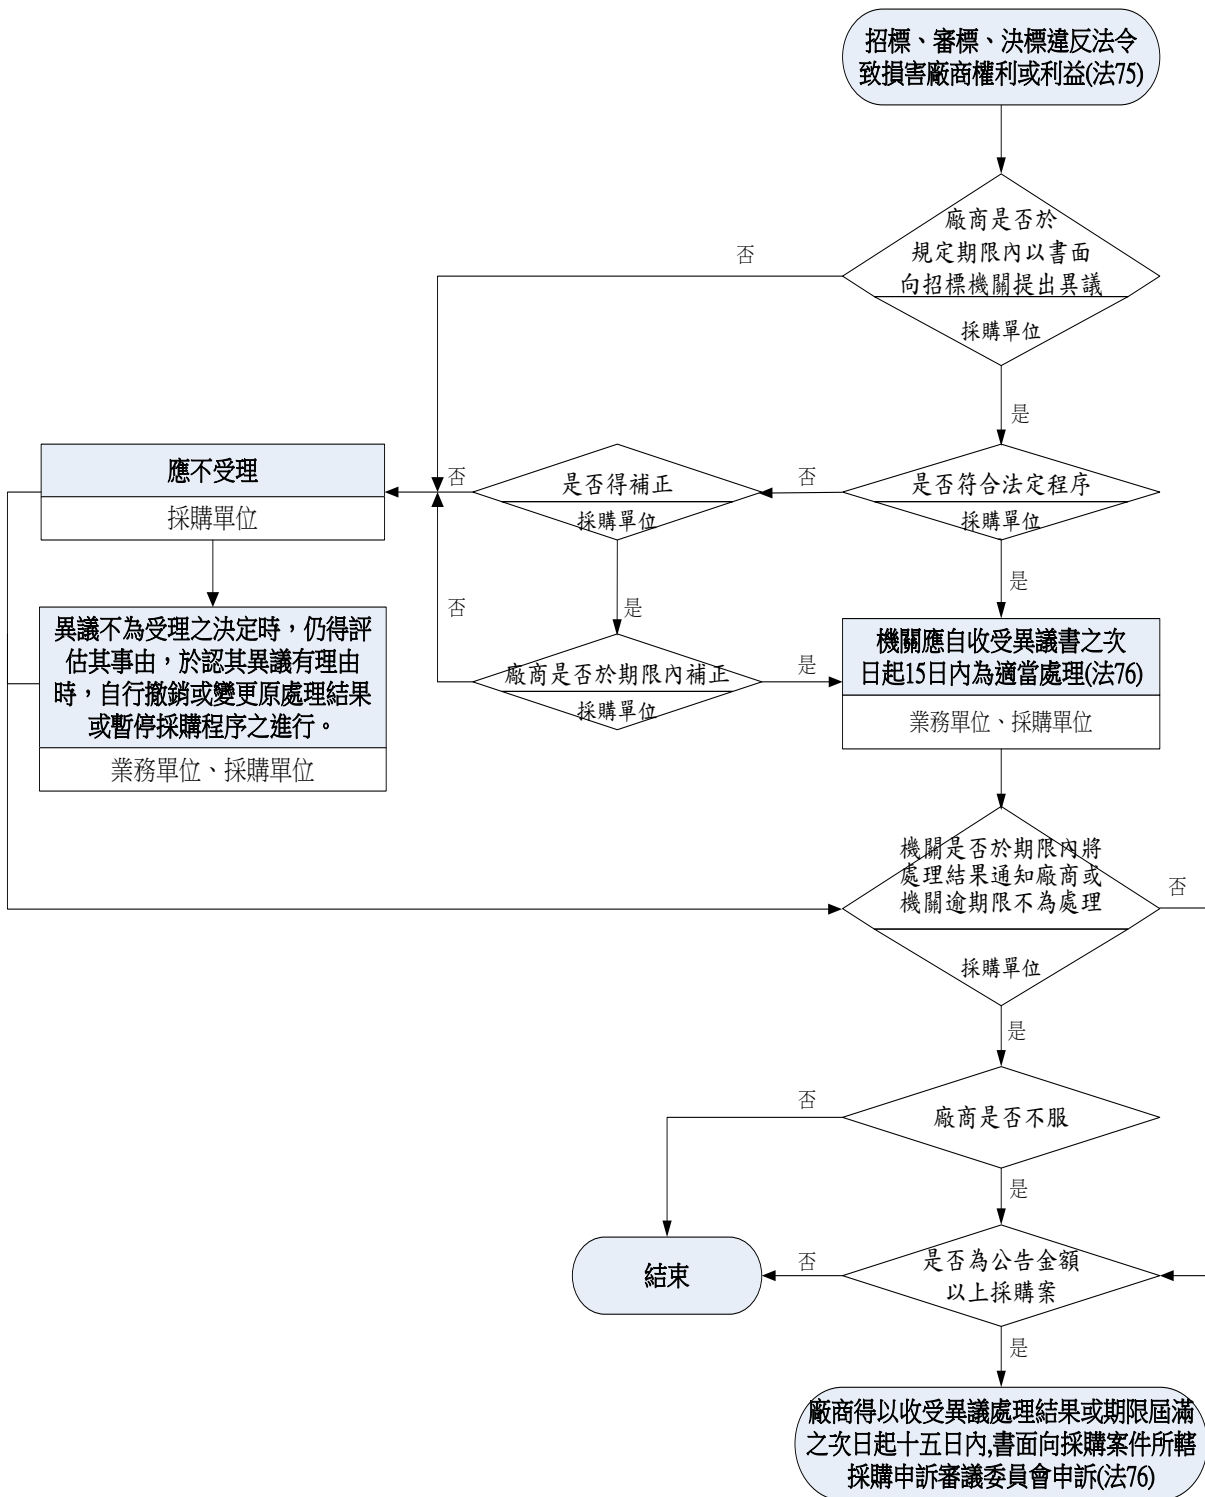 招標、審標、決標違反法令
致損害廠商權利或利益(法75)
廠商是否於
規定期限內以書面
向招標機關提出異議
採購單位
否
是
是否符合法定程序
採購單位
否
是
是否得補正
採購單位
否
是
應不受理
採購單位
異議不為受理之決定時，仍得評
估其事由，於認其異議有理由
時，自行撤銷或變更原處理結果
或暫停採購程序之進行。
業務單位、採購單位
廠商是否於期限內補正
採購單位
否
是
機關應自收受異議書之次
日起15日內為適當處理(法76)
業務單位、採購單位
機關是否於期限內將
處理結果通知廠商或
機關逾期限不為處理
採購單位
否
是
廠商是否不服
否
是
是否為公告金額
以上採購案
否
是
結束
廠商得以收受異議處理結果或期限屆滿
之次日起十五日內,書面向採購案件所轄
採購申訴審議委員會申訴(法76)